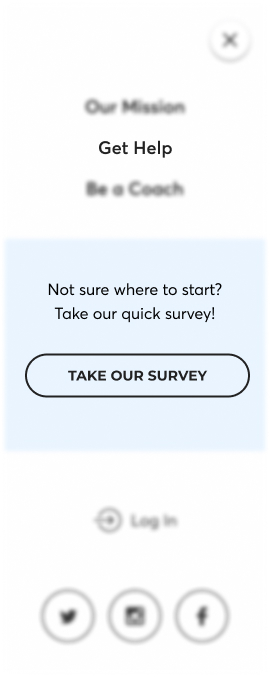 Our Mission
Get Help
Be a Coach
Not sure where to start?
Take our quick survey!
TAKE OUR SURVEY
Log In